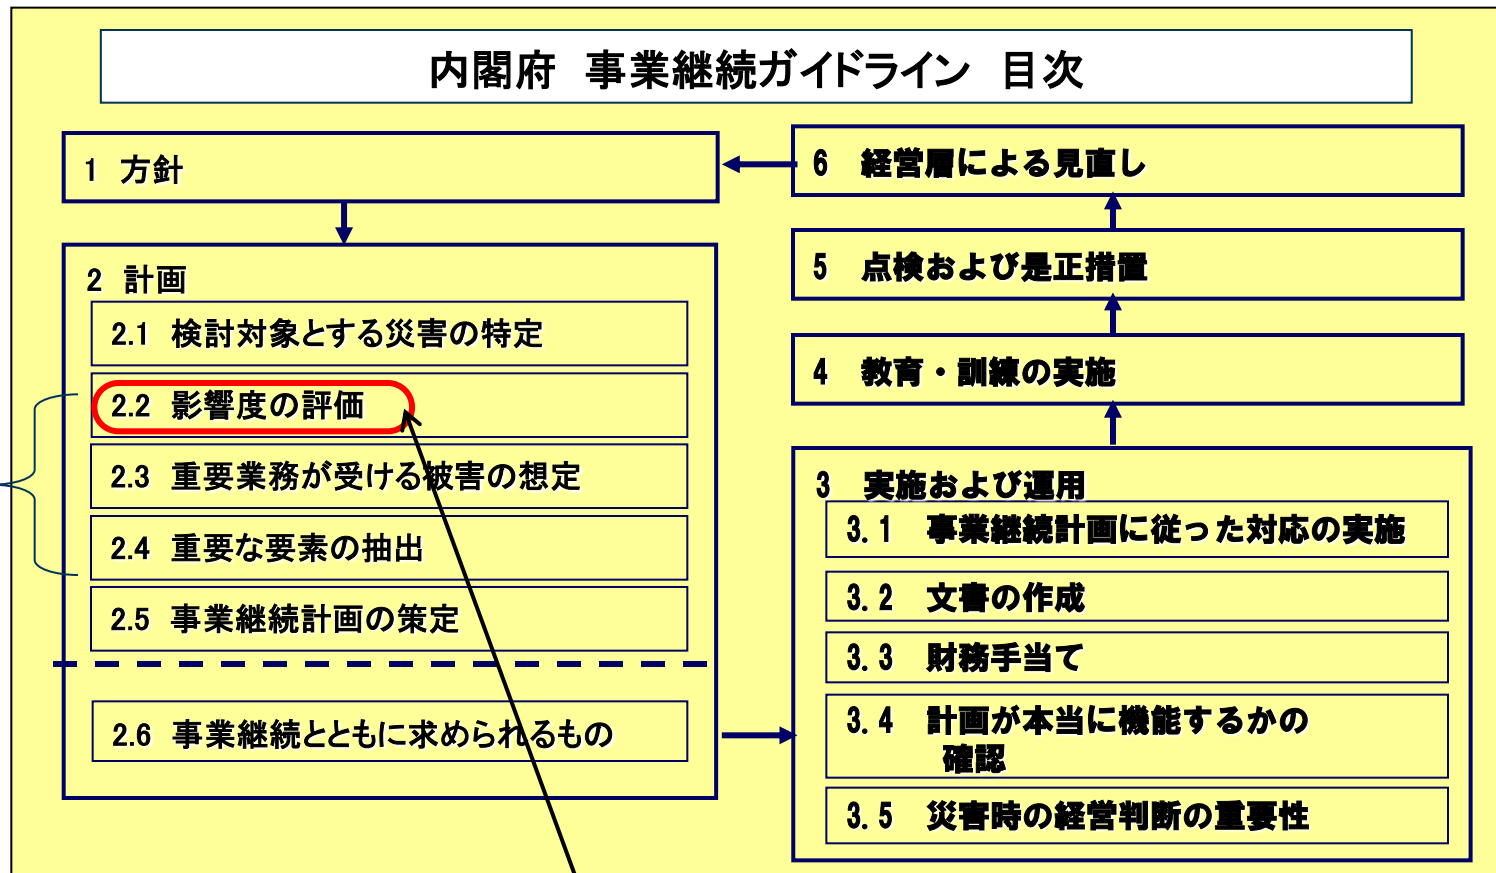 内閣府 事業継続ガイドライン 目次
1 方針
2 計画
2.1 検討対象とする災害の特定
2.2 影響度の評価
2.3 重要業務が受ける被害の想定
2.4 重要な要素の抽出
2.5 事業継続計画の策定
2.6 事業継続とともに求められるもの
6 経営層による見直し
5 点検および是正措置
4 教育・訓練の実施
3 実施および運用
3.1 事業継続計画に従った対応の実施
3.2 文書の作成
3.3 財務手当て
3.4 計画が本当に機能するかの
確認
3.5 災害時の経営判断の重要性